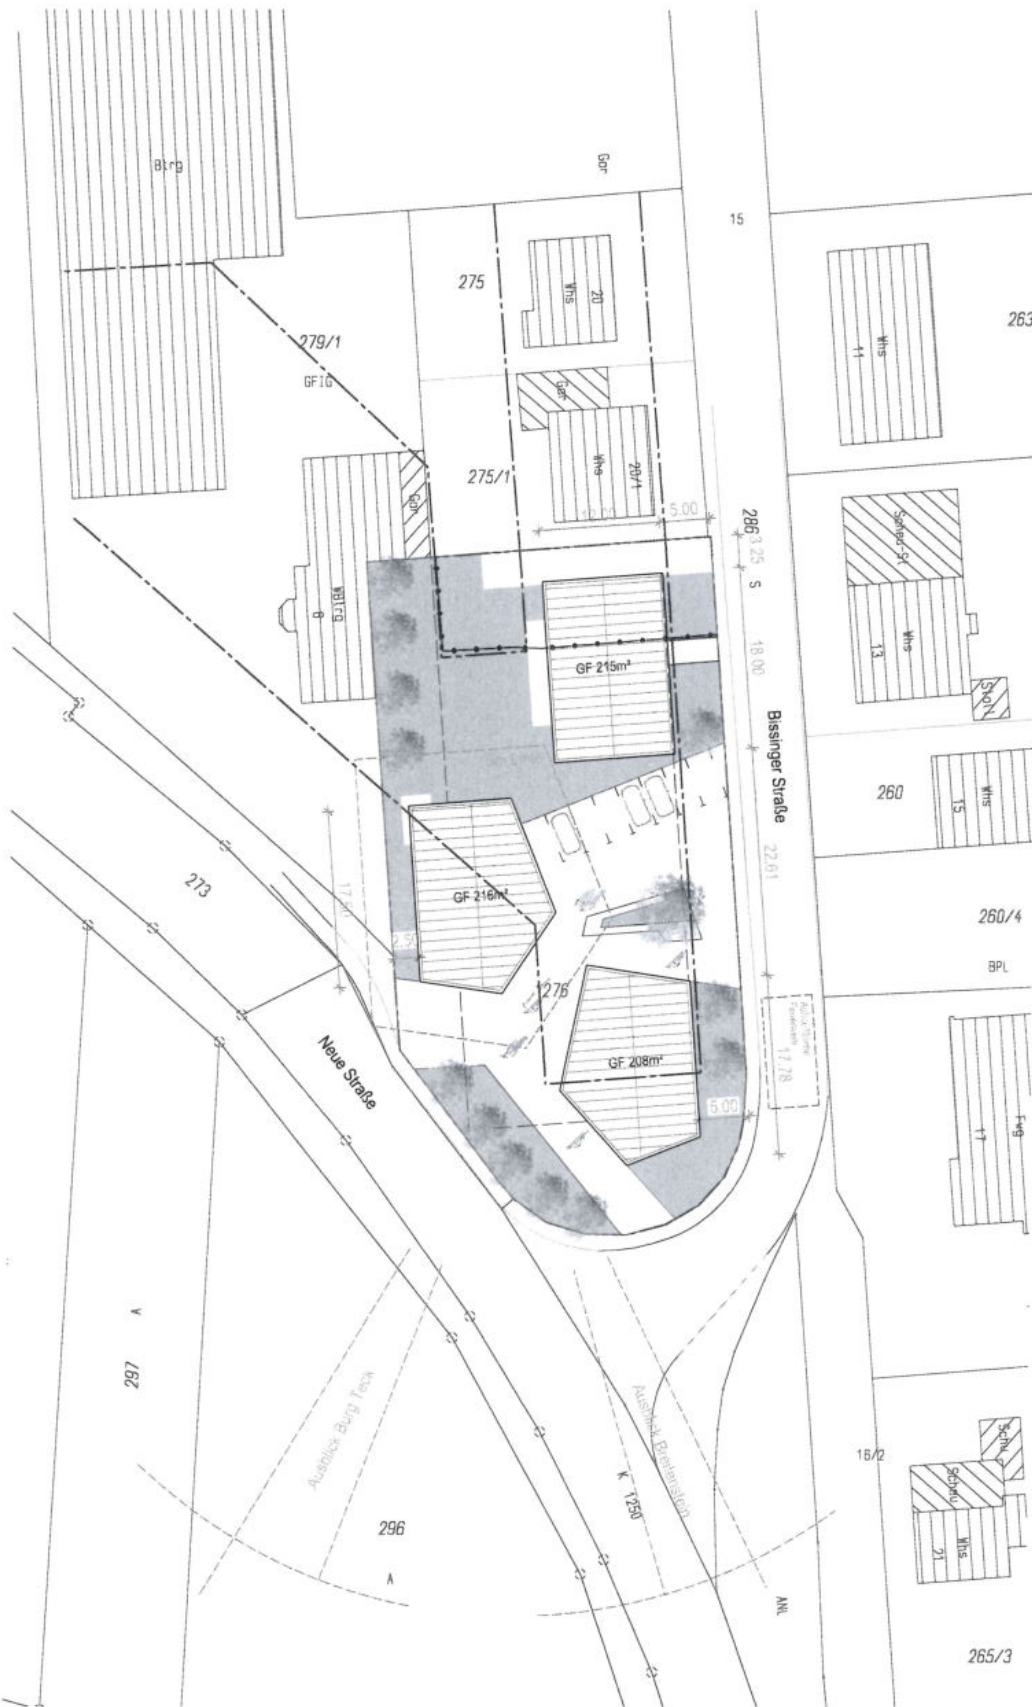 Btrg
Gar
15
275
20
Whs
263
279/1
Whs
11
GFIG
Gar
275/1
20/1
Whs
Gar
5.00
286
3.25
S
Wbtrg
8
GF 215m²
18.00
Whs
13
Bissinger Straße
260
Whs
15
22.61
273
GF 216m²
2.50
260/4
BPL
276
Neue Straße
GF 208m²
17.78
5.00
17
A
297
Ausblick Burg Teck
Ausblick Breitenstein
K 1250
16/2
Schu
Whs
21
296
A
ANL
265/3